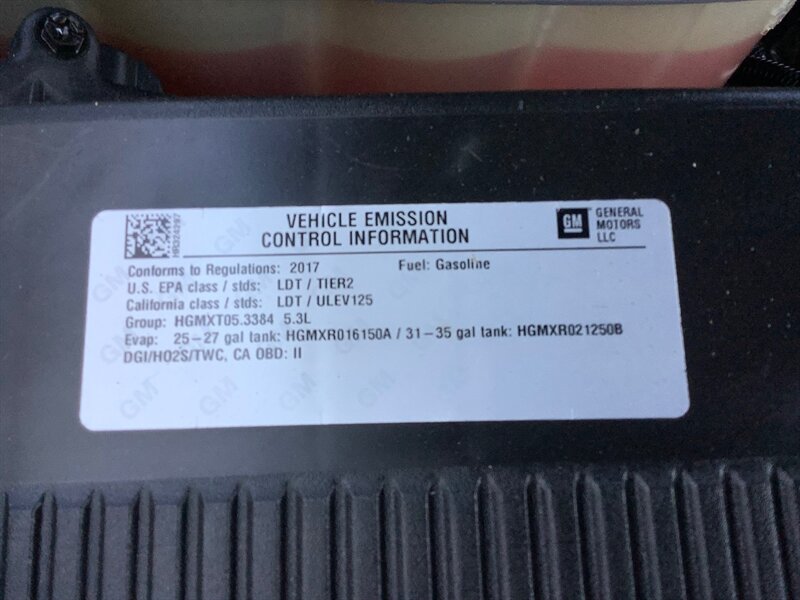 VEHICLE EMISSION
CONTROL INFORMATION
GM
GENERAL
MOTORS
LLC
Conforms to Regulations: 2017 Fuel: Gasoline
U.S. EPA class / stds: LDT / TIER2
California class / stds: LDT / ULEV125
Group: HGMXT05.3384 5.3L
Evap: 25-27 gal tank: HGMXR016150A / 31-35 gal tank: HGMXR021250B
DGI/HO2S/TWC, CA OBD: II